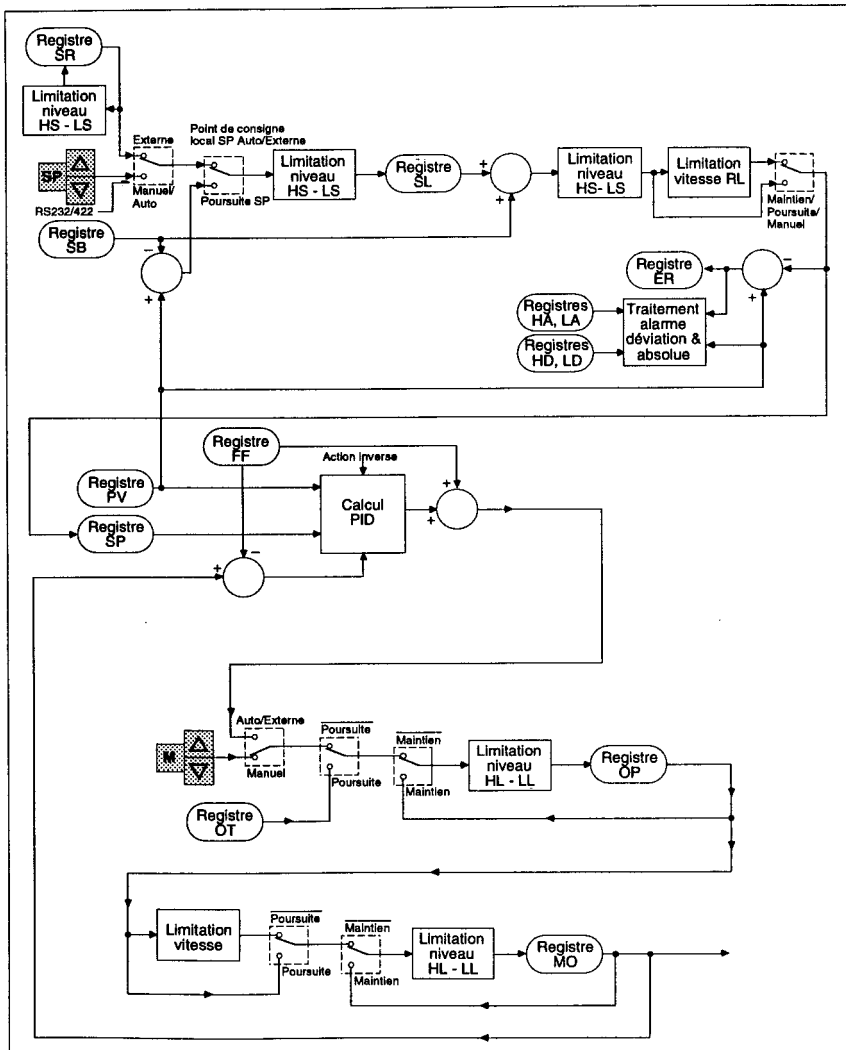 Registre
SR
Limitation
niveau
HS - LS
Externe
Point de consigne
local SP Auto/Externe
SP
Manuel/
Auto
RS232/422
Poursuite SP
Limitation
niveau
HS - LS
Registre
SL
+
+
Limitation
niveau
HS- LS
Limitation
vitesse RL
Maintien/
Poursuite/
Manuel
Registre
SB
−
+
Registre
ER
−
+
Registres
HA, LA
Registres
HD, LD
Traitement
alarme
déviation &
absolue
Registre
FF
Action inverse
Registre
PV
Calcul
PID
+
+
Registre
SP
−
+
Auto/Externe
M
Manuel
Poursuite
Poursuite
Maintien
Maintien
Limitation
niveau
HL - LL
Registre
OP
Registre
OT
Limitation
vitesse
Poursuite
Poursuite
Maintien
Maintien
Limitation
niveau
HL - LL
Registre
MO